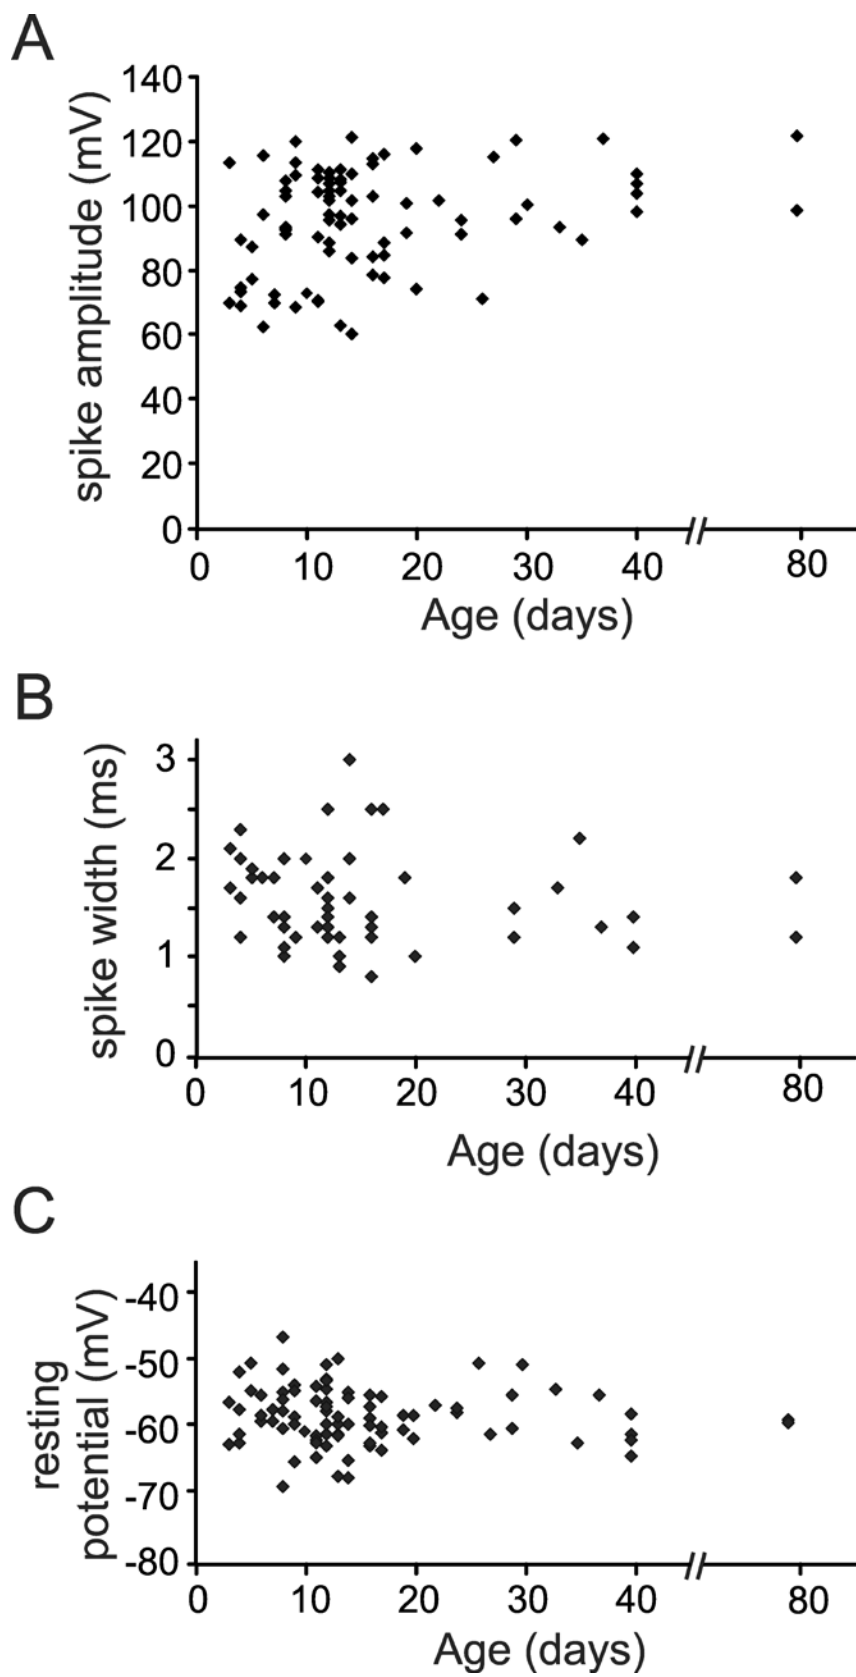 A
spike amplitude (mV)
140
120
100
80
60
40
20
0
0 10 20 30 40 80
Age (days)
B
spike width (ms)
3
2
1
0
0 10 20 30 40 80
Age (days)
C
resting
potential (mV)
-40
-50
-60
-70
-80
0 10 20 30 40 80
Age (days)